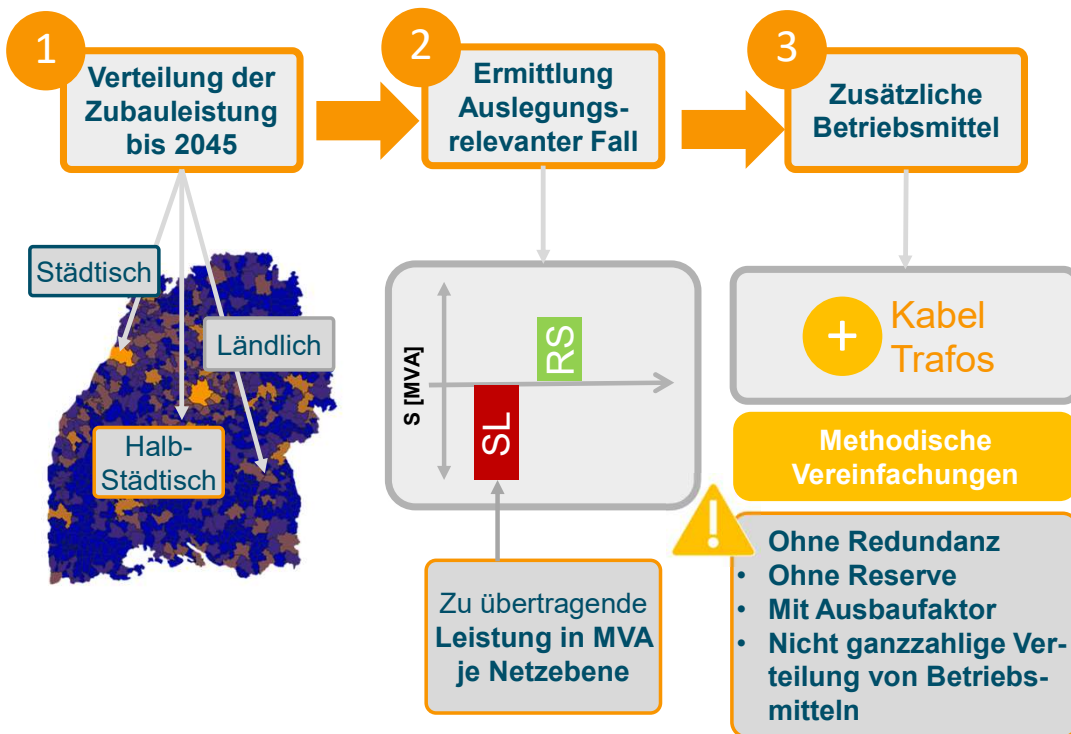 1
Verteilung der
Zubauleistung
bis 2045
2
Ermittlung
Auslegungs-
relevanter Fall
3
Zusätzliche
Betriebsmittel
Städtisch
Ländlich
Halb-
Städtisch
S [MVA]
SL
RS
Zu übertragende
Leistung in MVA
je Netzebene
+
Kabel
Trafos
Methodische
Vereinfachungen
!
Ohne Redundanz
• Ohne Reserve
• Mit Ausbaufaktor
• Nicht ganzzahlige Ver-
teilung von Betriebs-
mitteln